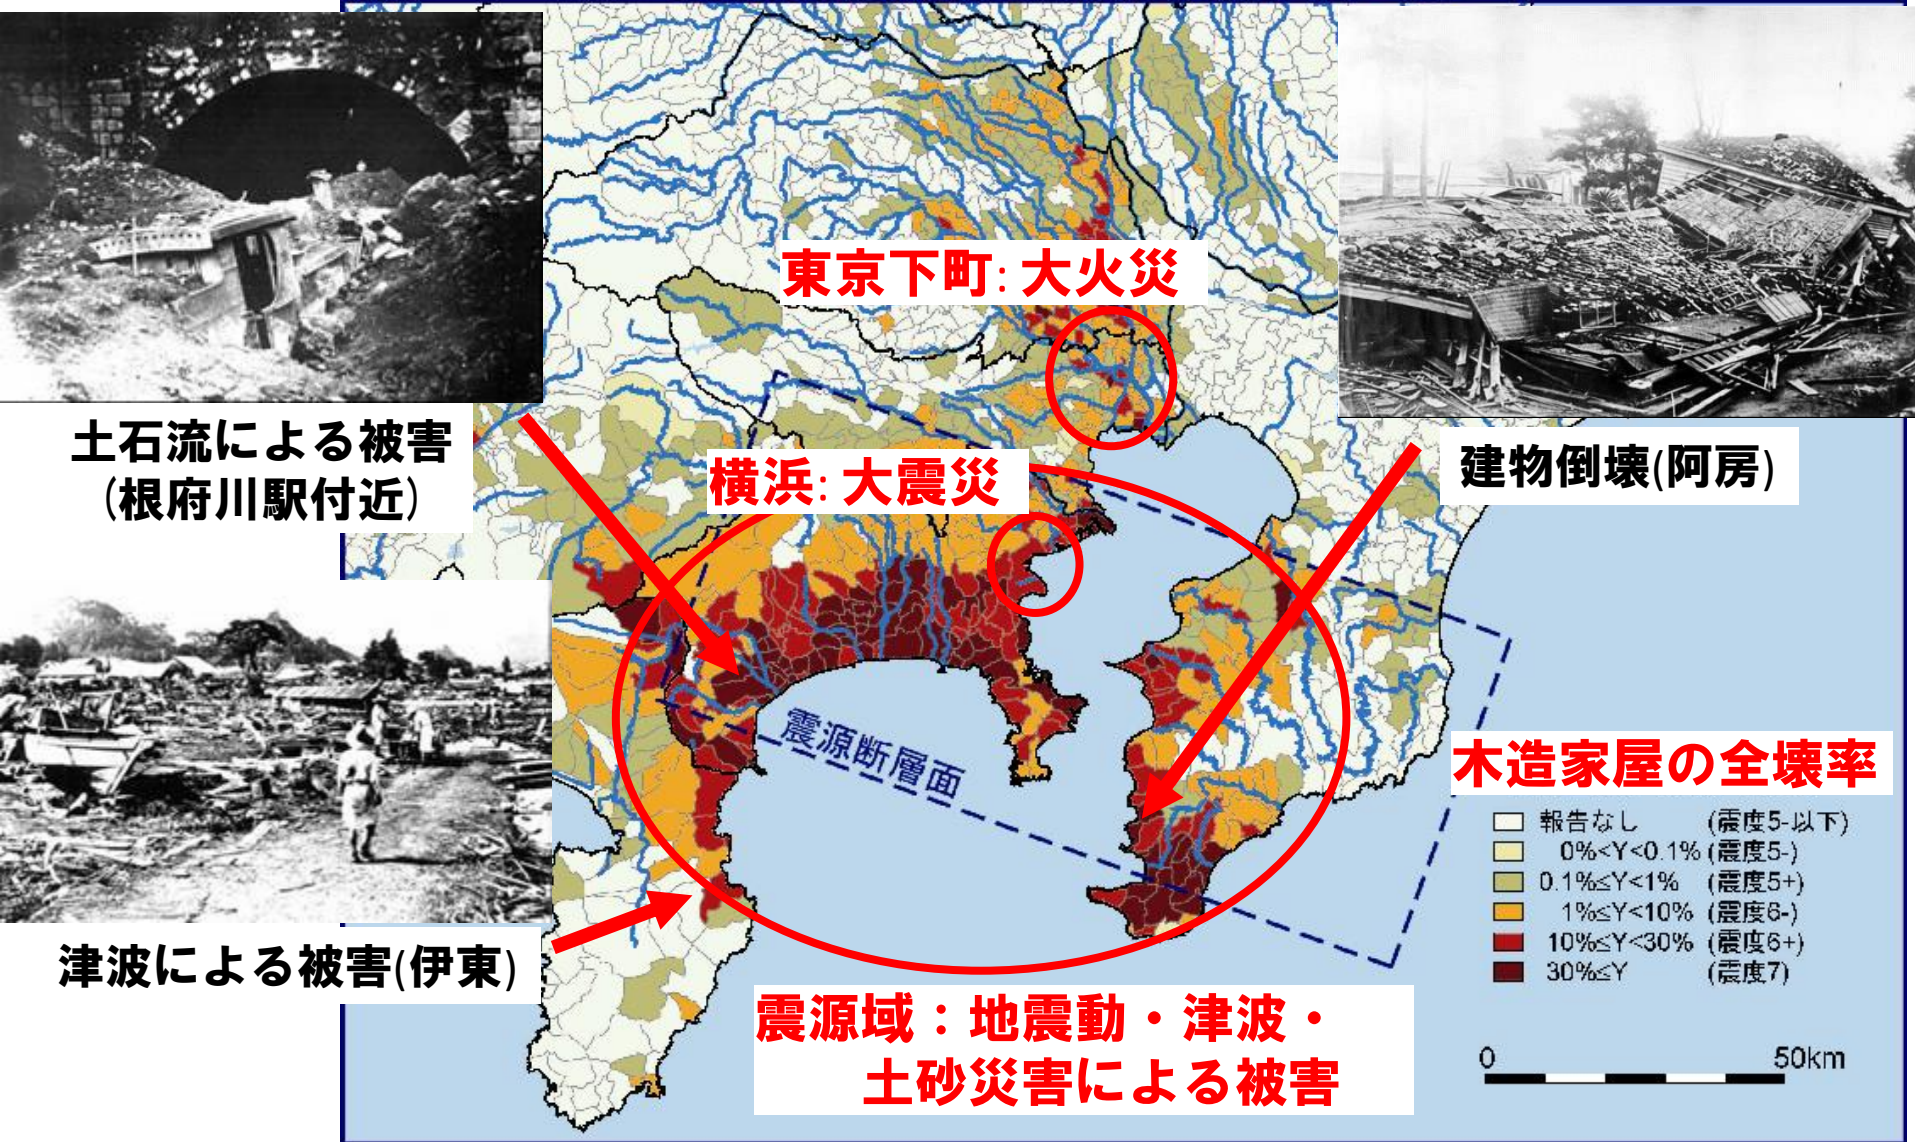 東京下町: 大火災
土石流による被害
(根府川駅付近)
横浜: 大震災
建物倒壊(阿房)
震源断層面
木造家屋の全壊率
報告なし (震度5-以下)
0%<Y<0.1% (震度5-)
0.1%≤Y<1% (震度5+)
1%≤Y<10% (震度6-)
10%≤Y<30% (震度6+)
30%≤Y (震度7)
津波による被害(伊東)
震源域：地震動・津波・
土砂災害による被害
0 50km